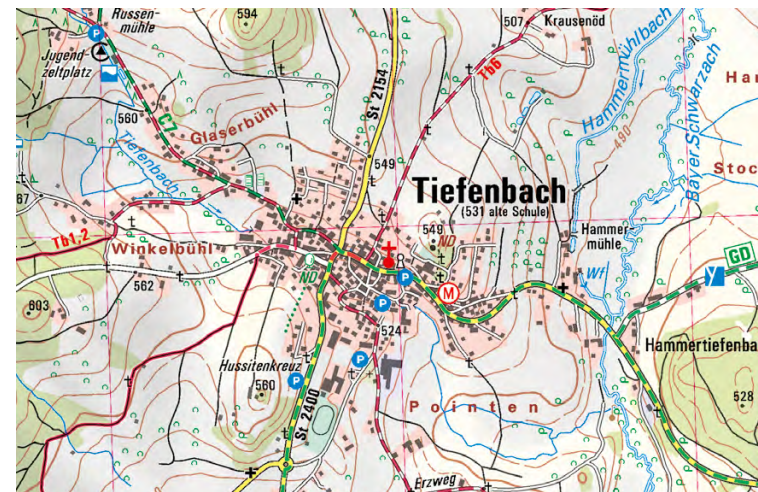 Russen-
mühle
594
507
Krausenöd
P
Jugend-
zeltplatz
560
C7
Glaserbühl
St 2154
Tb6
Hammermühlbach
490
Bayer. Schwarzach
Har
Stoc
Tiefenbach
549
Tiefenbach
(531 alte Schule)
67
Tb1,2
Winkelbühl
562
549
ND
Hammer-
mühle
Wf
GD
Y
ND
P
M
P
603
524
Hussitenkreuz
560
P
P
St 2400
Pointen
Hammertiefenba
528
Erzweg